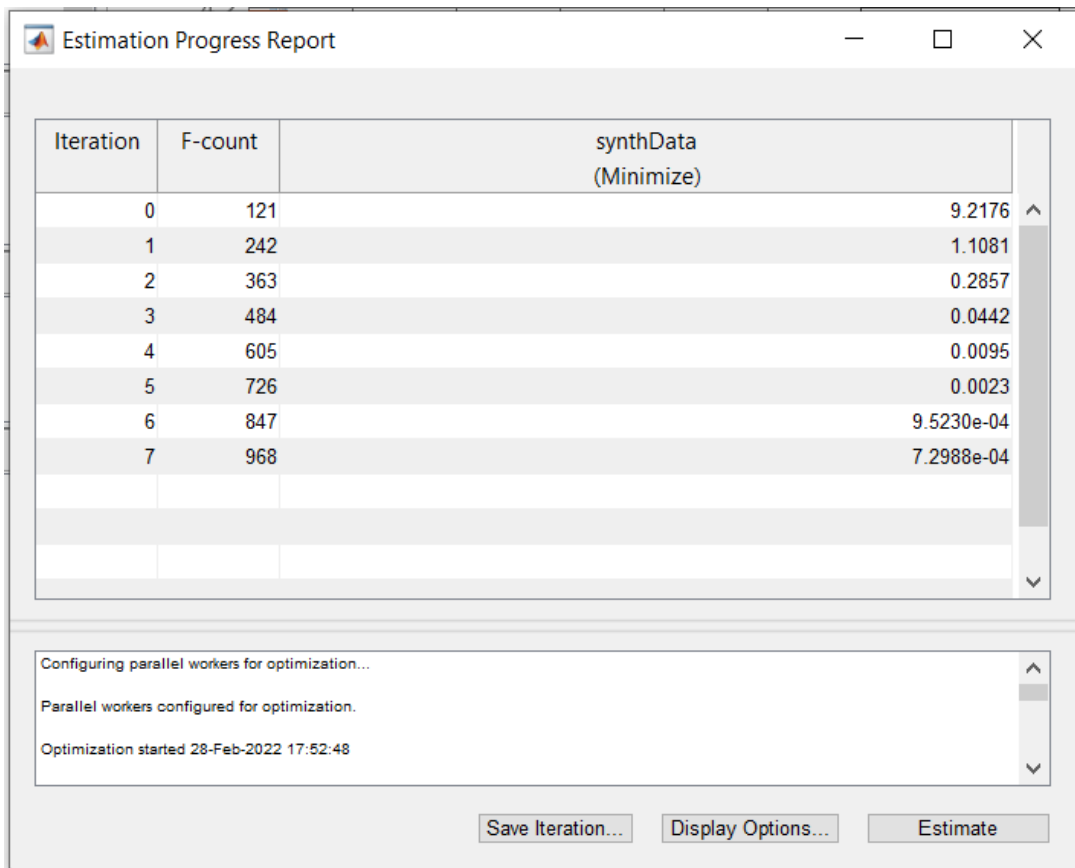 Estimation Progress Report
Iteration F-count synthData
(Minimize)
0 121 9.2176
1 242 1.1081
2 363 0.2857
3 484 0.0442
4 605 0.0095
5 726 0.0023
6 847 9.5230e-04
7 968 7.2988e-04
Configuring parallel workers for optimization...
Parallel workers configured for optimization.
Optimization started 28-Feb-2022 17:52:48
Save Iteration... Display Options... Estimate